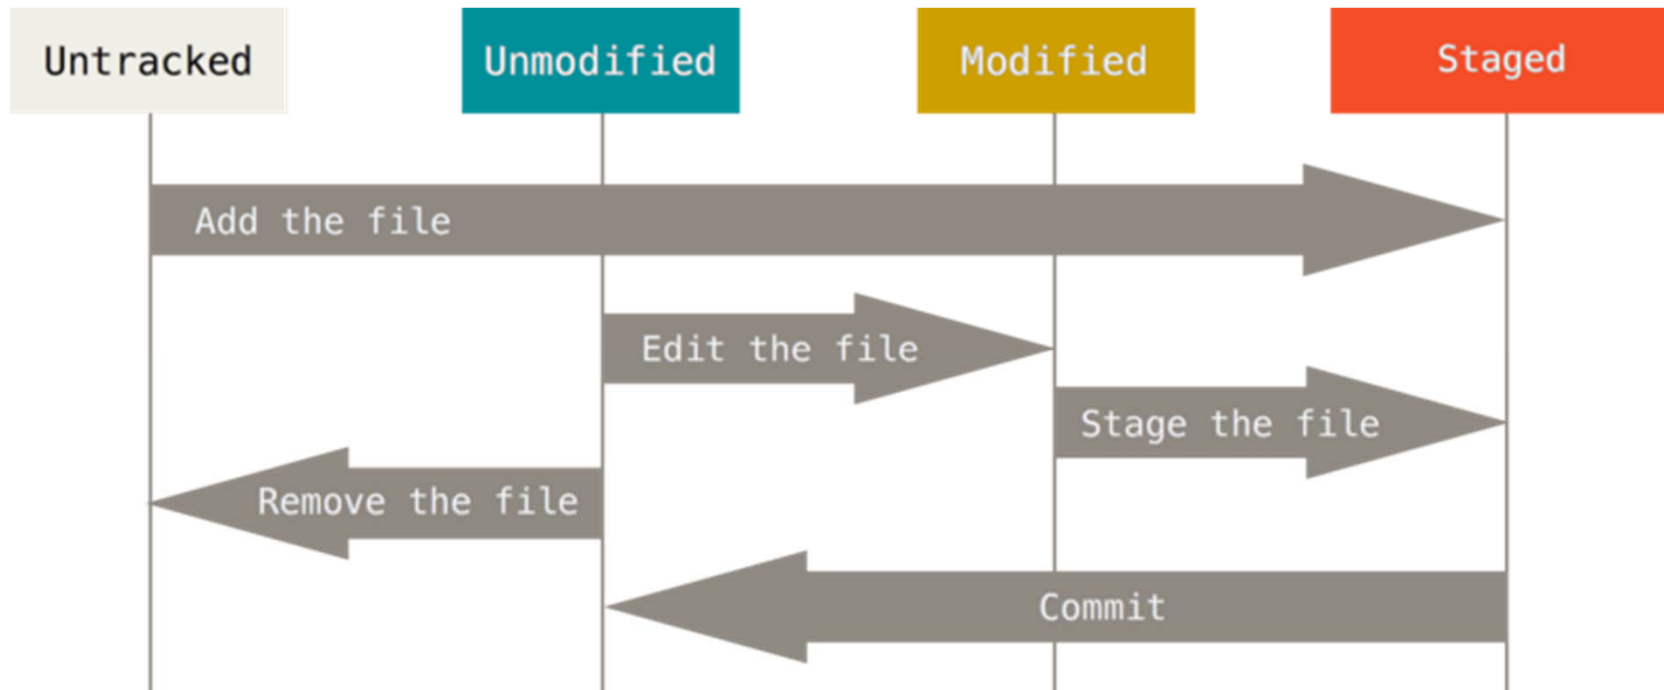 Untracked
Unmodified
Modified
Staged
Add the file
Edit the file
Stage the file
Remove the file
Commit